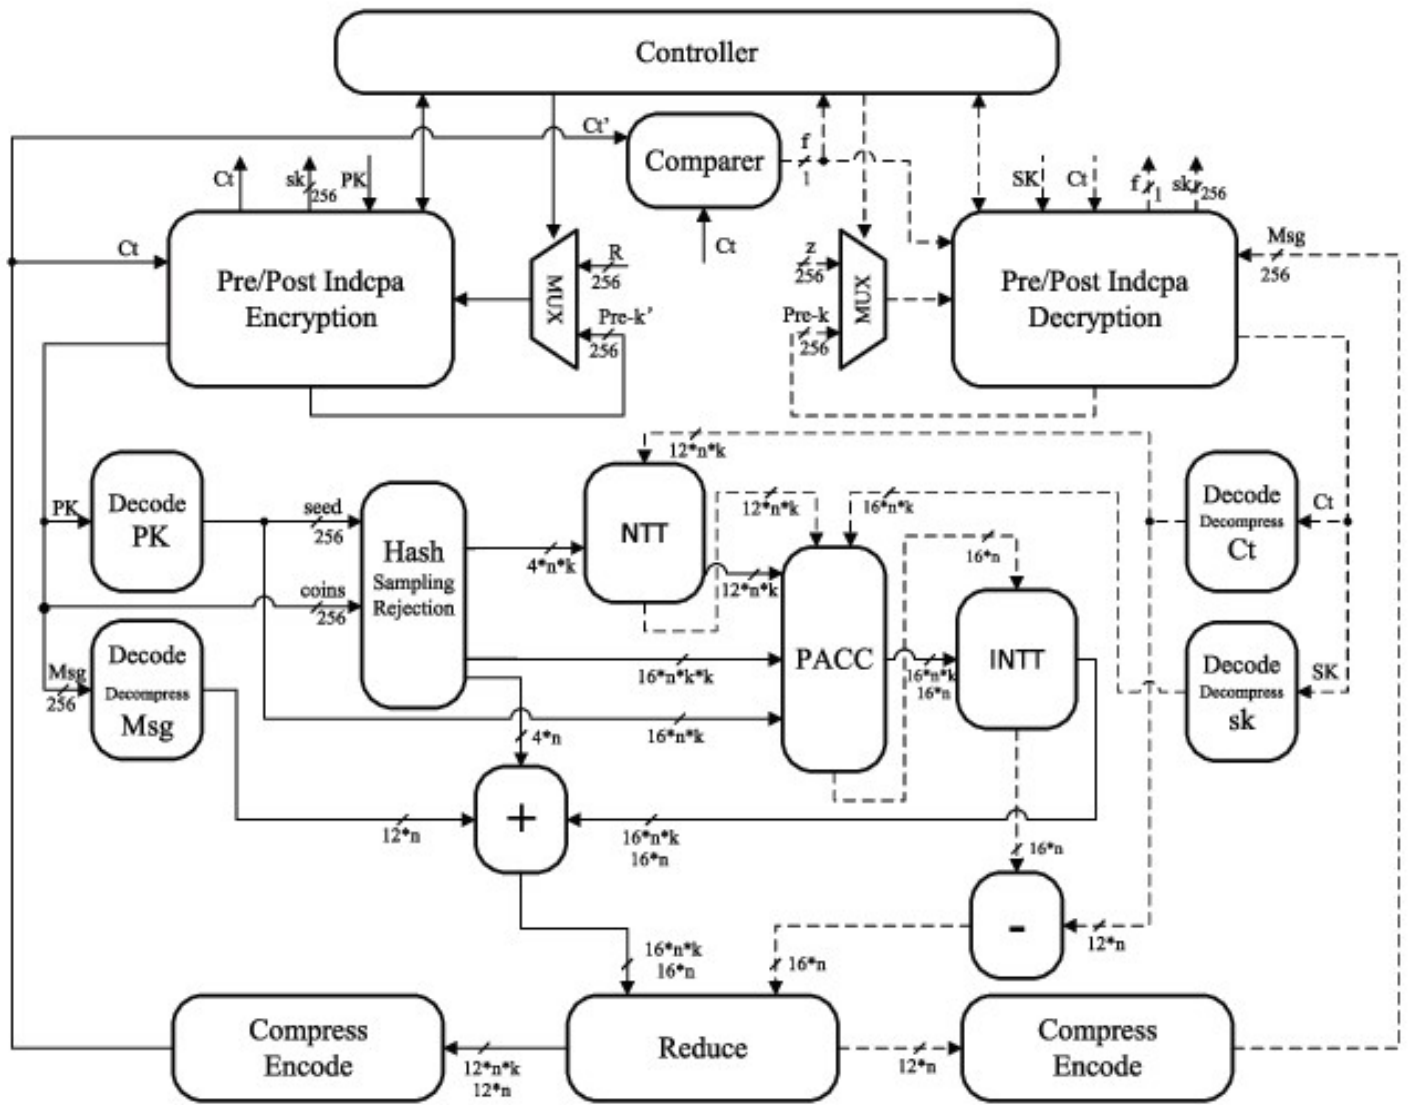 Controller
Ct'
Comparer
f
1
Ct
sk
256
PK
SK
Ct
f
1
sk
256
Ct
Ct
R
256
MUX
Pre-k'
256
z
256
MUX
Pre-k
256
Msg
256
Pre/Post Indcpa
Encryption
Pre/Post Indcpa
Decryption
12*n*k
PK
Decode
PK
seed
256
Hash
Sampling
Rejection
coins
256
4*n*k
NTT
12*n*k
12*n*k
16*n*k
16*n
Decode
Decompress
Ct
Ct
Msg
256
Decode
Decompress
Msg
16*n*k*k
16*n*k
4*n
PACC
16*n*k
16*n
INTT
Decode
Decompress
sk
SK
12*n
+
16*n*k
16*n
16*n
-
12*n
16*n*k
16*n
16*n
Compress
Encode
12*n*k
12*n
Reduce
12*n
Compress
Encode